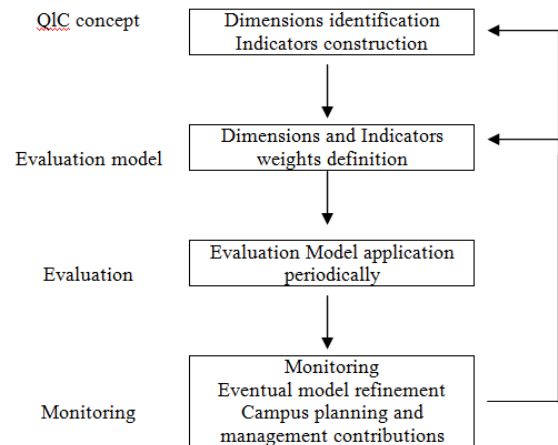 QlC concept
Dimensions identification
Indicators construction
Evaluation model
Dimensions and Indicators
weights definition
Evaluation
Evaluation Model application
periodically
Monitoring
Monitoring
Eventual model refinement
Campus planning and
management contributions